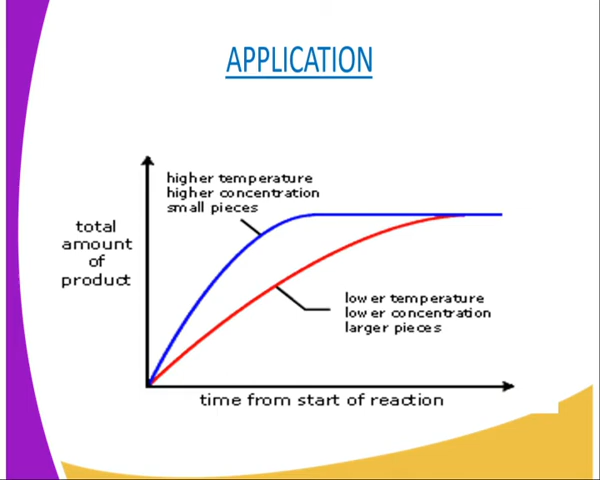 APPLICATION
higher temperature
higher concentration
small pieces
total
amount
of
product
lower temperature
lower concentration
larger pieces
time from start of reaction